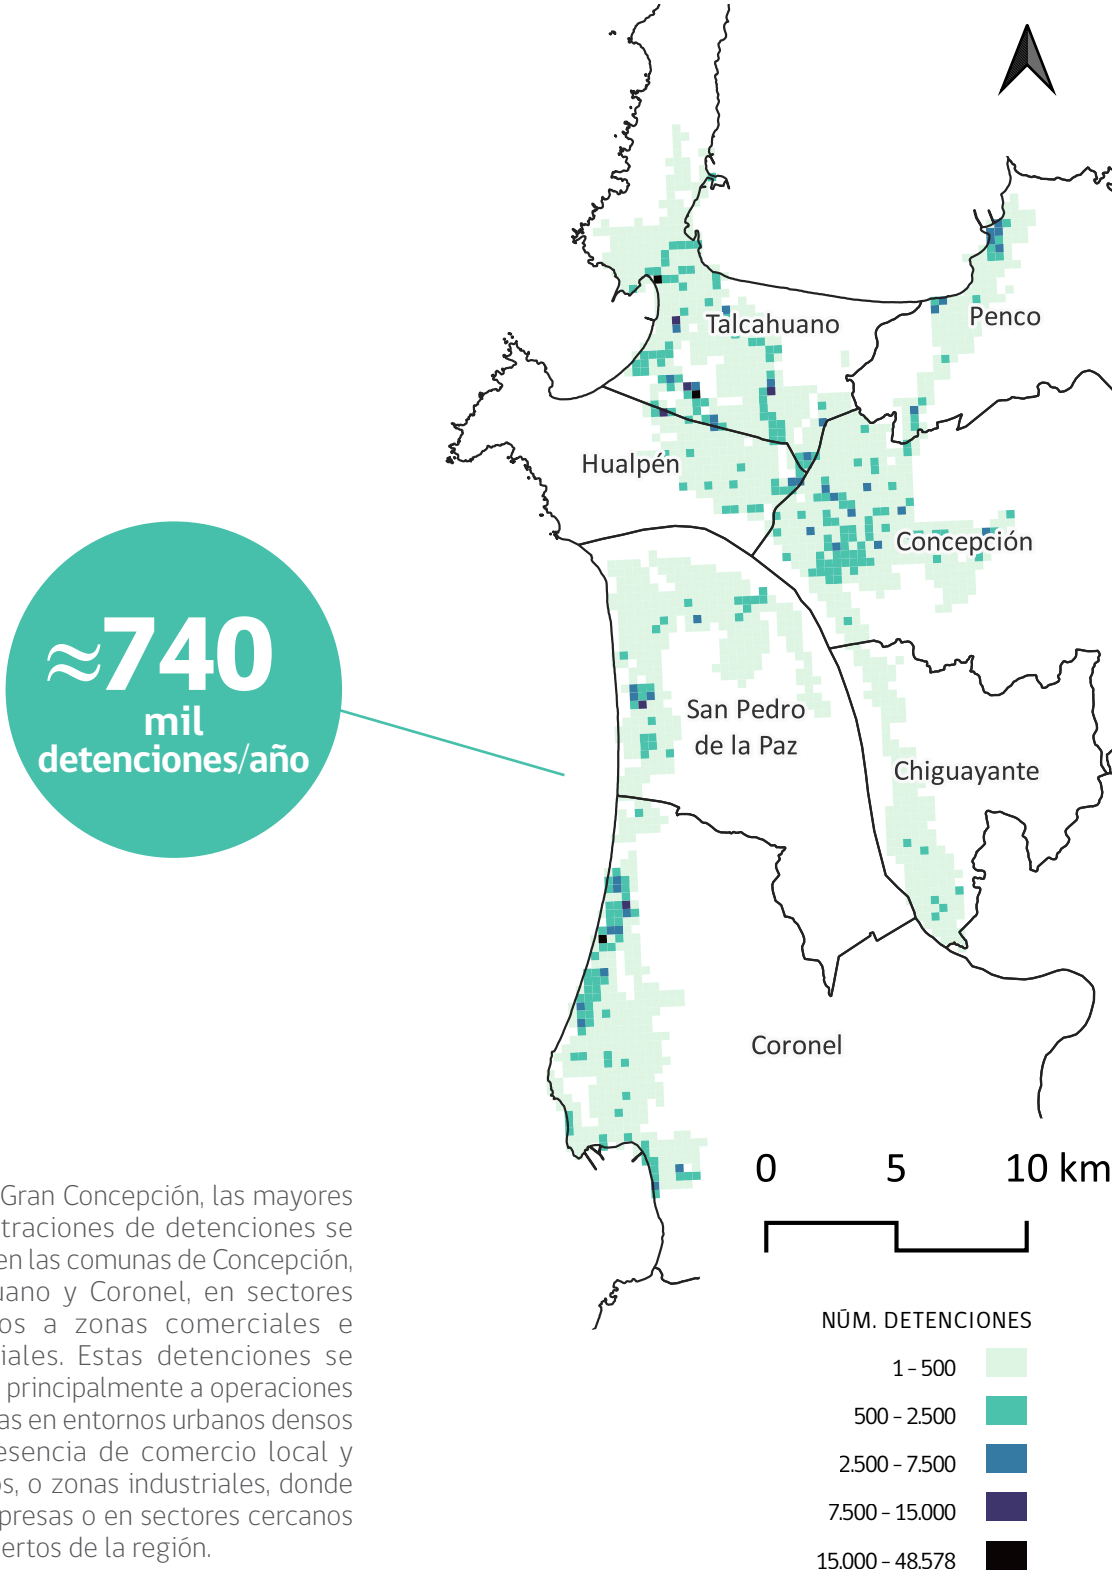 Talcahuano
Penco
Hualpén
Concepción
≈740
mil
detenciones/año
San Pedro
de la Paz
Chiguayante
Coronel
0 5 10 km
Gran Concepción, las mayores
traciones de detenciones se
en las comunas de Concepción,
uano y Coronel, en sectores
os a zonas comerciales e
iales. Estas detenciones se
principalmente a operaciones
as en entornos urbanos densos
esencia de comercio local y
os, o zonas industriales, donde
presas o en sectores cercanos
ertos de la región.
NÚM. DETENCIONES
1 – 500
500 – 2.500
2.500 – 7.500
7.500 – 15.000
15.000 – 48.578